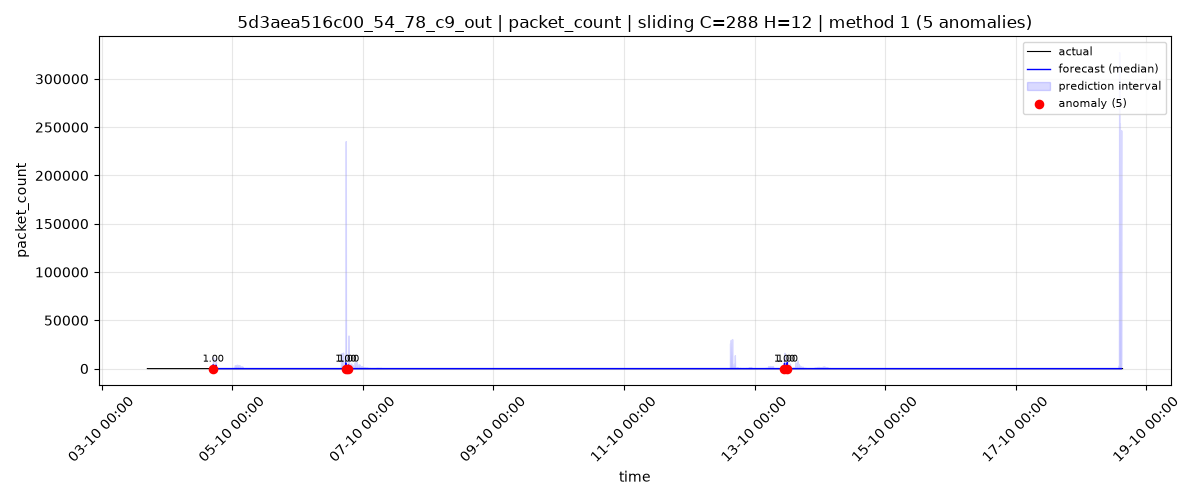 5d3aea516c00_54_78_c9_out | packet_count | sliding C=288 H=12 | method 1 (5 anomalies)
actual
forecast (median)
prediction interval
anomaly (5)
packet_count
300000
250000
200000
150000
100000
50000
0
1.00
1.00
03-10 00:00
05-10 00:00
07-10 00:00
09-10 00:00
11-10 00:00
13-10 00:00
15-10 00:00
17-10 00:00
19-10 00:00
time